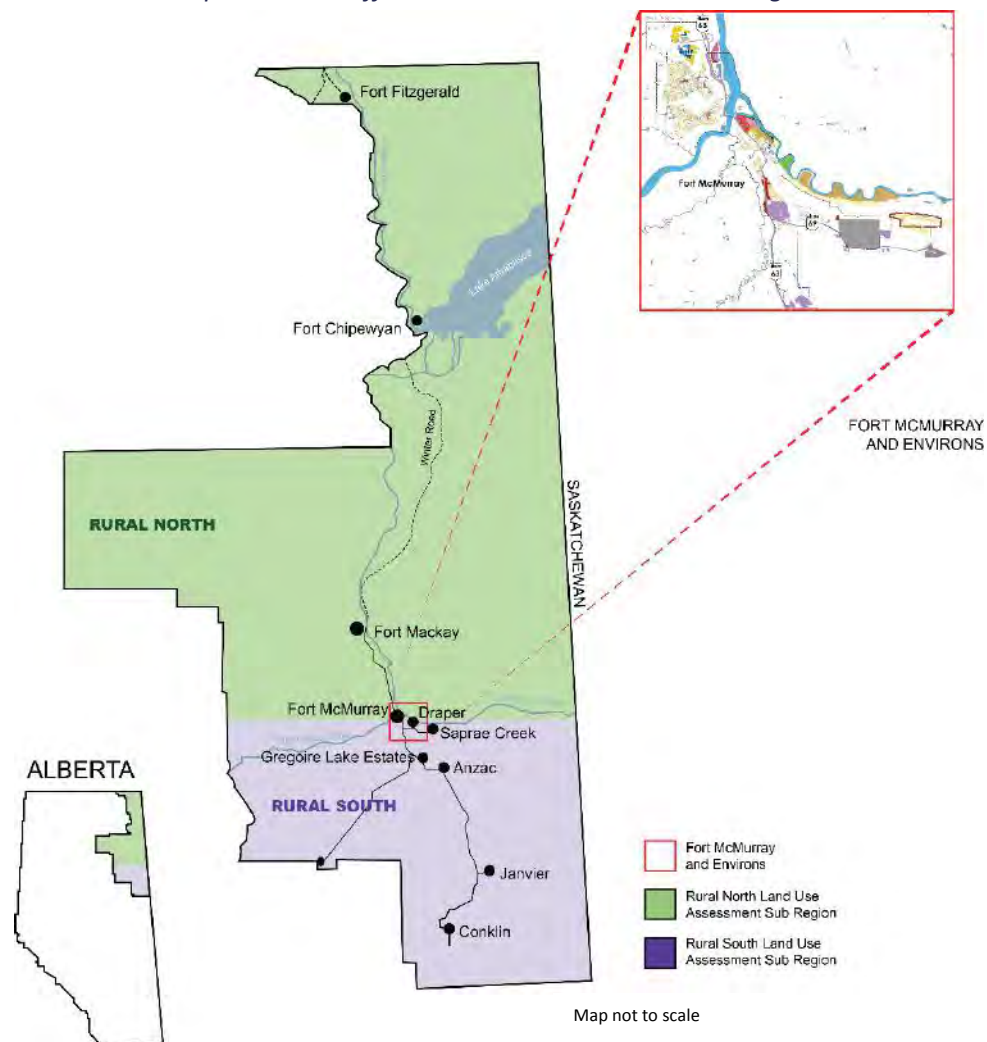 Fort Fitzgerald
Lake Athabasca
Fort Chipewyan
Winter Road
RURAL NORTH
SASKATCHEWAN
Fort Mackay
Fort McMurray
Draper
Saprae Creek
Gregoire Lake Estates
Anzac
RURAL SOUTH
Janvier
Conklin
ALBERTA
63
Fort McMurray
69
63
FORT MCMURRAY
AND ENVIRONS
Fort McMurray
and Environs
Rural North Land Use
Assessment Sub Region
Rural South Land Use
Assessment Sub Region
Map not to scale